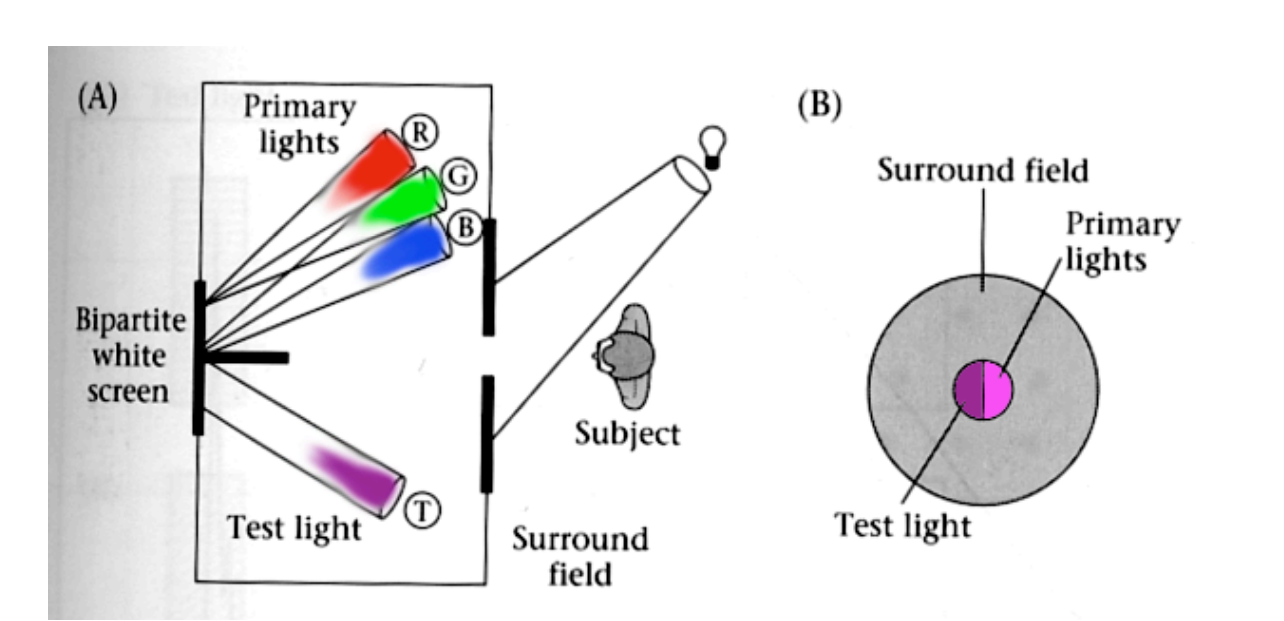 (A)
Primary
lights
R
G
B
Bipartite
white
screen
Subject
T
Test light
Surround
field
(B)
Surround field
Primary
lights
Test light